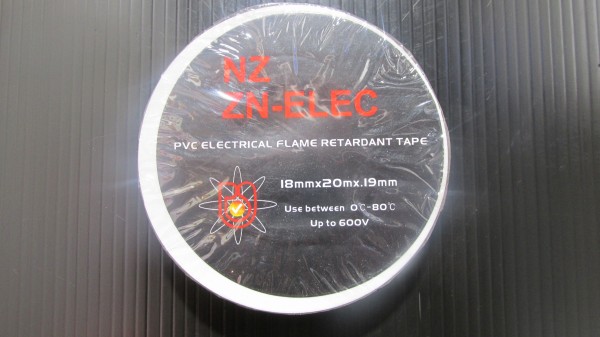 NZ
ZN-ELEC
PVC ELECTRICAL FLAME RETARDANT TAPE
18mmx20mx.19mm
Use between 0℃-80℃
Up to 600V